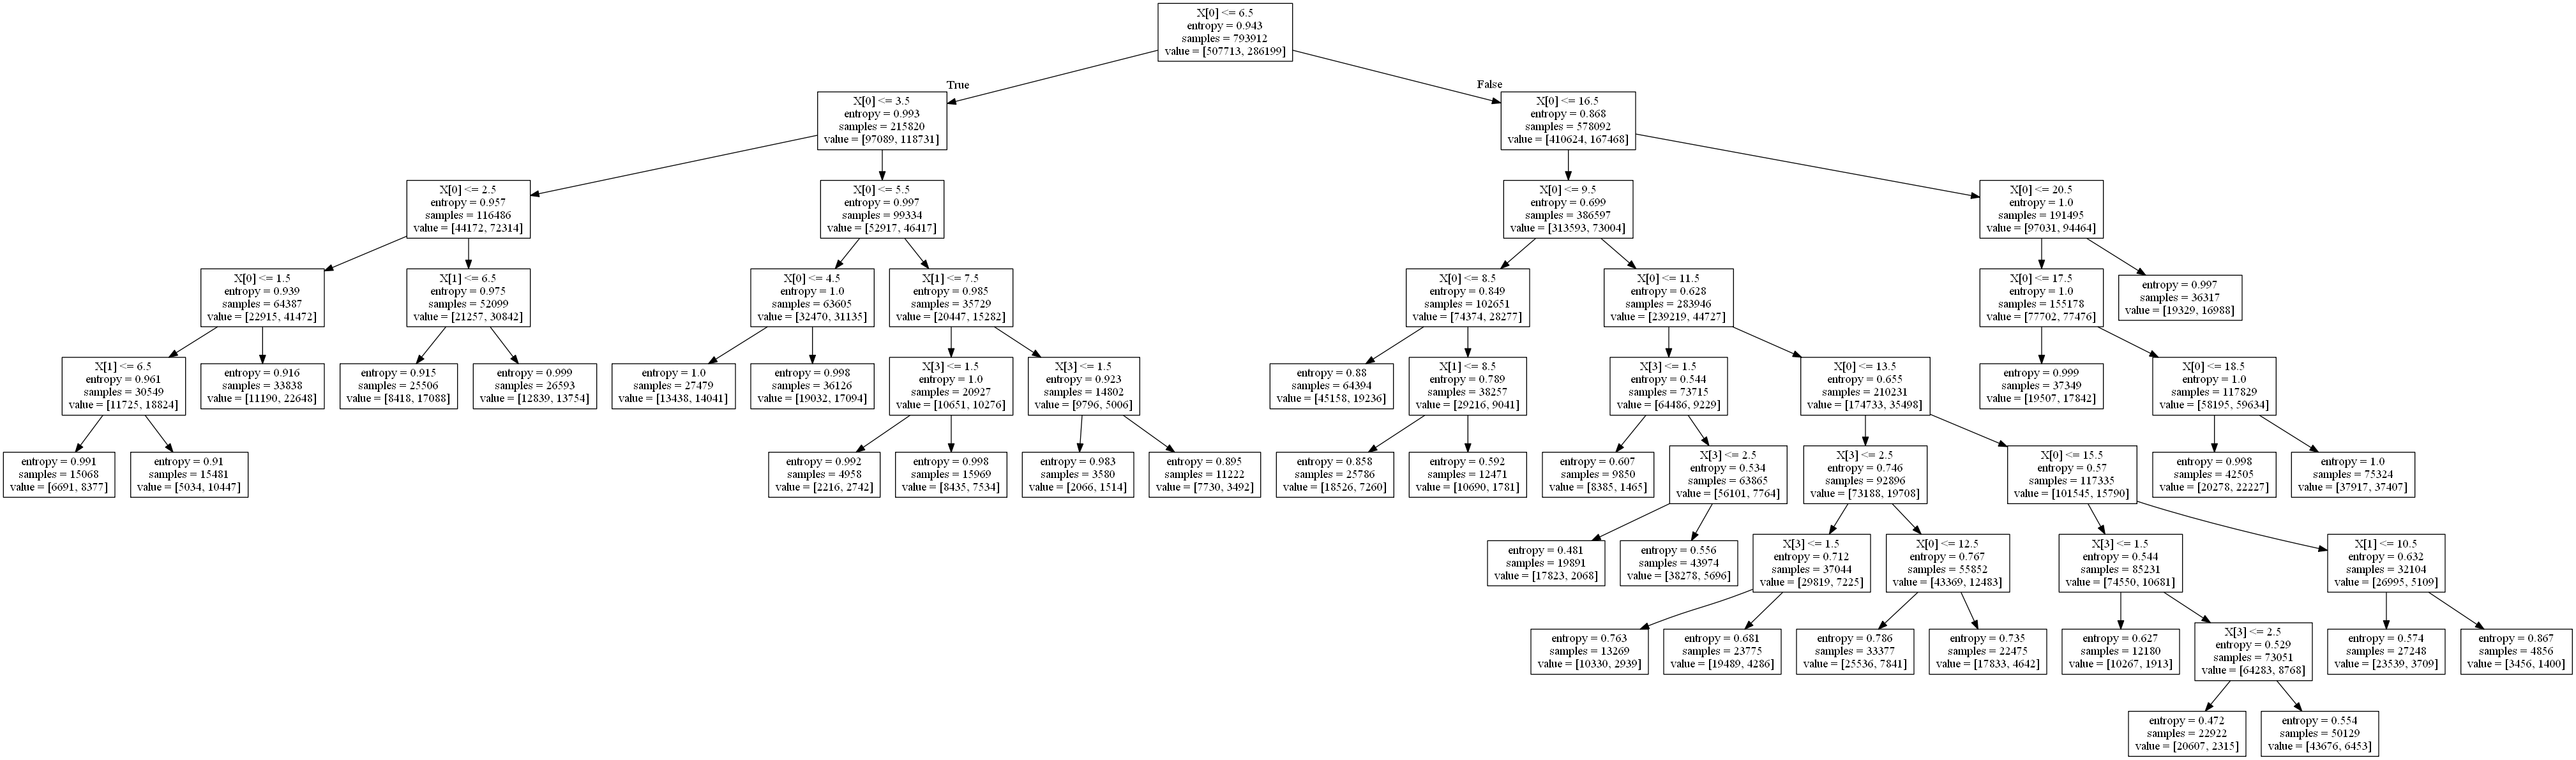 X[0] <= 6.5
entropy = 0.943
samples = 793912
value = [507713, 286199]
True
False
X[0] <= 3.5
entropy = 0.993
samples = 215820
value = [97089, 118731]
X[0] <= 16.5
entropy = 0.868
samples = 578092
value = [410624, 167468]
X[0] <= 2.5
entropy = 0.957
samples = 116486
value = [44172, 72314]
X[0] <= 5.5
entropy = 0.997
samples = 99334
value = [52917, 46417]
X[0] <= 9.5
entropy = 0.699
samples = 386597
value = [313593, 73004]
X[0] <= 20.5
entropy = 1.0
samples = 191495
value = [97031, 94464]
X[0] <= 1.5
entropy = 0.939
samples = 64387
value = [22915, 41472]
X[1] <= 6.5
entropy = 0.975
samples = 52099
value = [21257, 30842]
X[0] <= 4.5
entropy = 1.0
samples = 63605
value = [32470, 31135]
X[1] <= 7.5
entropy = 0.985
samples = 35729
value = [20447, 15282]
X[0] <= 8.5
entropy = 0.849
samples = 102651
value = [74374, 28277]
X[0] <= 11.5
entropy = 0.628
samples = 283946
value = [239219, 44727]
X[0] <= 17.5
entropy = 1.0
samples = 155178
value = [77702, 77476]
entropy = 0.997
samples = 36317
value = [19329, 16988]
X[1] <= 6.5
entropy = 0.961
samples = 30549
value = [11725, 18824]
entropy = 0.916
samples = 33838
value = [11190, 22648]
entropy = 0.915
samples = 25506
value = [8418, 17088]
entropy = 0.999
samples = 26593
value = [12839, 13754]
entropy = 1.0
samples = 27479
value = [13438, 14041]
entropy = 0.998
samples = 36126
value = [19032, 17094]
X[3] <= 1.5
entropy = 1.0
samples = 20927
value = [10651, 10276]
X[3] <= 1.5
entropy = 0.923
samples = 14802
value = [9796, 5006]
entropy = 0.88
samples = 64394
value = [45158, 19236]
X[1] <= 8.5
entropy = 0.789
samples = 38257
value = [29216, 9041]
X[3] <= 1.5
entropy = 0.544
samples = 73715
value = [64486, 9229]
X[0] <= 13.5
entropy = 0.655
samples = 210231
value = [174733, 35498]
entropy = 0.999
samples = 37349
value = [19507, 17842]
X[0] <= 18.5
entropy = 1.0
samples = 117829
value = [58195, 59634]
entropy = 0.991
samples = 15068
value = [6691, 8377]
entropy = 0.91
samples = 15481
value = [5034, 10447]
entropy = 0.992
samples = 4958
value = [2216, 2742]
entropy = 0.998
samples = 15969
value = [8435, 7534]
entropy = 0.983
samples = 3580
value = [2066, 1514]
entropy = 0.895
samples = 11222
value = [7730, 3492]
entropy = 0.858
samples = 25786
value = [18526, 7260]
entropy = 0.592
samples = 12471
value = [10690, 1781]
entropy = 0.607
samples = 9850
value = [8385, 1465]
X[3] <= 2.5
entropy = 0.534
samples = 63865
value = [56101, 7764]
X[3] <= 2.5
entropy = 0.746
samples = 92896
value = [73188, 19708]
X[0] <= 15.5
entropy = 0.57
samples = 117335
value = [101545, 15790]
entropy = 0.998
samples = 42505
value = [20278, 22227]
entropy = 1.0
samples = 75324
value = [37917, 37407]
entropy = 0.481
samples = 19891
value = [17823, 2068]
entropy = 0.556
samples = 43974
value = [38278, 5696]
X[3] <= 1.5
entropy = 0.712
samples = 37044
value = [29819, 7225]
X[0] <= 12.5
entropy = 0.767
samples = 55852
value = [43369, 12483]
X[3] <= 1.5
entropy = 0.544
samples = 85231
value = [74550, 10681]
X[1] <= 10.5
entropy = 0.632
samples = 32104
value = [26995, 5109]
entropy = 0.763
samples = 13269
value = [10330, 2939]
entropy = 0.681
samples = 23775
value = [19489, 4286]
entropy = 0.786
samples = 33377
value = [25536, 7841]
entropy = 0.735
samples = 22475
value = [17833, 4642]
entropy = 0.627
samples = 12180
value = [10267, 1913]
X[3] <= 2.5
entropy = 0.529
samples = 73051
value = [64283, 8768]
entropy = 0.574
samples = 27248
value = [23539, 3709]
entropy = 0.867
samples = 4856
value = [3456, 1400]
entropy = 0.472
samples = 22922
value = [20607, 2315]
entropy = 0.554
samples = 50129
value = [43676, 6453]